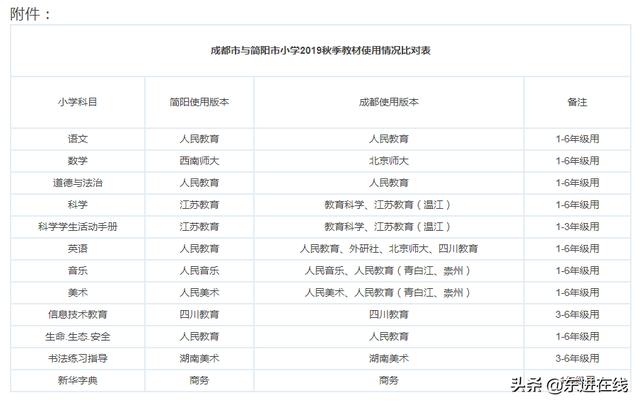 附件：
成都市与简阳市小学2019秋季教材使用情况比对表
小学科目 简阳使用版本 成都使用版本 备注
语文 人民教育 人民教育 1-6年级用
数学 西南师大 北京师大 1-6年级用
道德与法治 人民教育 人民教育 1-6年级用
科学 江苏教育 教育科学、江苏教育（温江） 1-6年级用
科学学生活动手册 江苏教育 教育科学、江苏教育（温江） 1-3年级用
英语 人民教育 人民教育、外研社、北京师大、四川教育 1-6年级用
音乐 人民音乐 人民音乐、人民教育（青白江、崇州） 1-6年级用
美术 人民美术 人民美术、人民教育（青白江、崇州） 1-6年级用
信息技术教育 四川教育 四川教育 3-6年级用
生命.生态.安全 人民教育 人民教育 1-6年级用
书法练习指导 湖南美术 湖南美术 3-6年级用
新华字典 商务 商务
头条 @东进在线